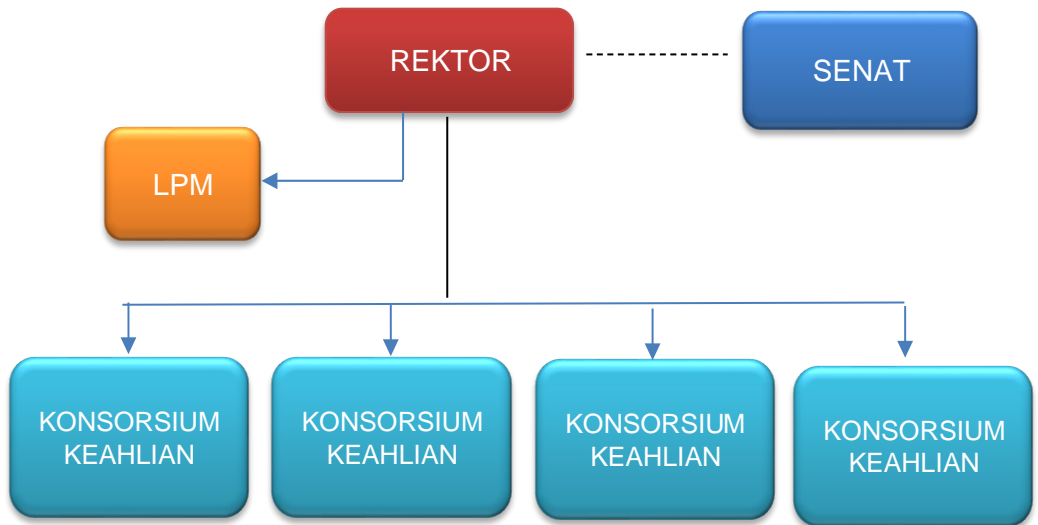 REKTOR
SENAT
LPM
KONSORSIUM
KEAHLIAN
KONSORSIUM
KEAHLIAN
KONSORSIUM
KEAHLIAN
KONSORSIUM
KEAHLIAN